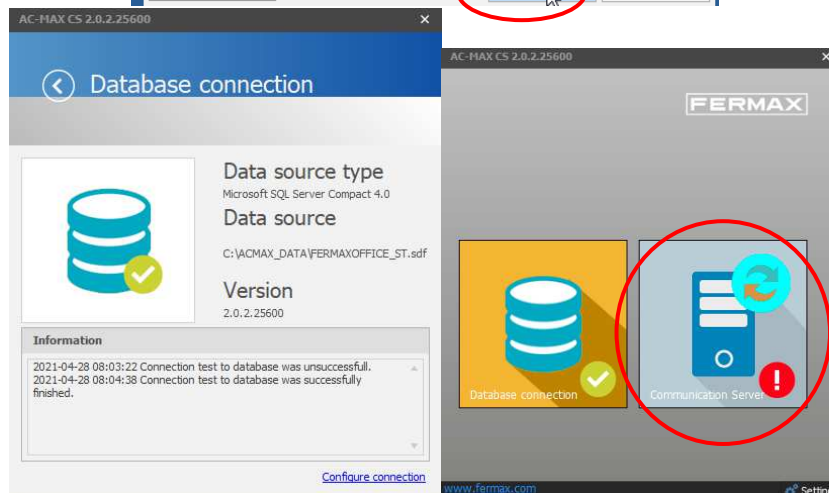 AC-MAX CS 2.0.2.25600
Database connection
Data source type
Microsoft SQL Server Compact 4.0
Data source
C:\ACMAX_DATA\FERMAXOFFICE_ST.sdf
Version
2.0.2.25600
Information
2021-04-28 08:03:22 Connection test to database was unsuccessfull.
2021-04-28 08:04:38 Connection test to database was successfully
finished.
Configure connection
AC-MAX CS 2.0.2.25600
FERMAX
Database connection
Communication Server
www.fermax.com
Setting